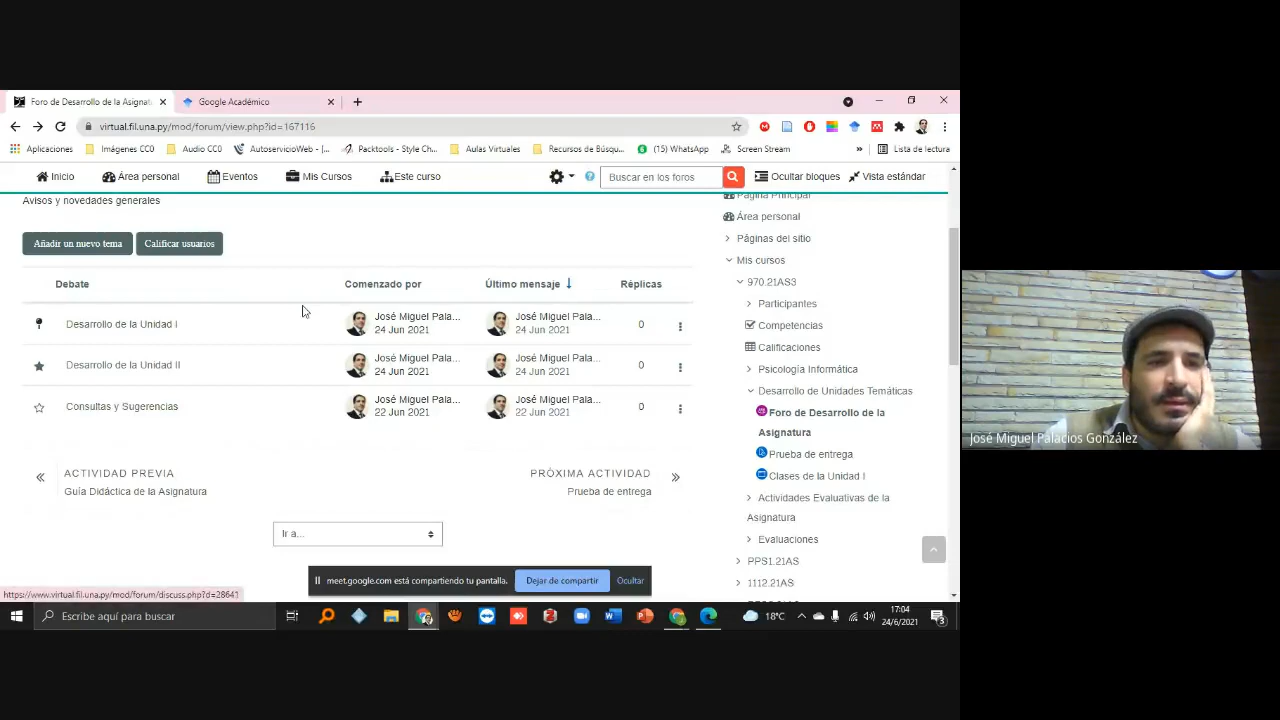 Foro de Desarrollo de la Asignatu
Google Académico
virtual.fil.una.py/mod/forum/view.php?id=167116
Aplicaciones
Imágenes CC0
Audio CC0
AutoservicioWeb - |...
Packtools - Style Ch...
Aulas Virtuales
Recursos de Búsqu...
(15) WhatsApp
Screen Stream
»
Lista de lectura
Inicio
Área personal
Eventos
Mis Cursos
Este curso
Buscar en los foros
Ocultar bloques
Vista estándar
Avisos y novedades generales
Añadir un nuevo tema
Calificar usuarios
Debate
Comenzado por
Último mensaje
Réplicas
Desarrollo de la Unidad I
José Miguel Pala...
24 Jun 2021
José Miguel Pala...
24 Jun 2021
0
Desarrollo de la Unidad II
José Miguel Pala...
24 Jun 2021
José Miguel Pala...
24 Jun 2021
0
Consultas y Sugerencias
José Miguel Pala...
22 Jun 2021
José Miguel Pala...
22 Jun 2021
0
ACTIVIDAD PREVIA
Guía Didáctica de la Asignatura
PRÓXIMA ACTIVIDAD
Prueba de entrega
Ir a...
Página Principal
Área personal
Páginas del sitio
Mis cursos
970.21AS3
Participantes
Competencias
Calificaciones
Psicología Informática
Desarrollo de Unidades Temáticas
Foro de Desarrollo de la
Asignatura
Prueba de entrega
Clases de la Unidad I
Actividades Evaluativas de la
Asignatura
Evaluaciones
PPS1.21AS
1112.21AS
meet.google.com está compartiendo tu pantalla.
Dejar de compartir
Ocultar
https://www.virtual.fil.una.py/mod/forum/discuss.php?d=28641
Escribe aquí para buscar
18°C
17:04
24/6/2021
3
José Miguel Palacios González